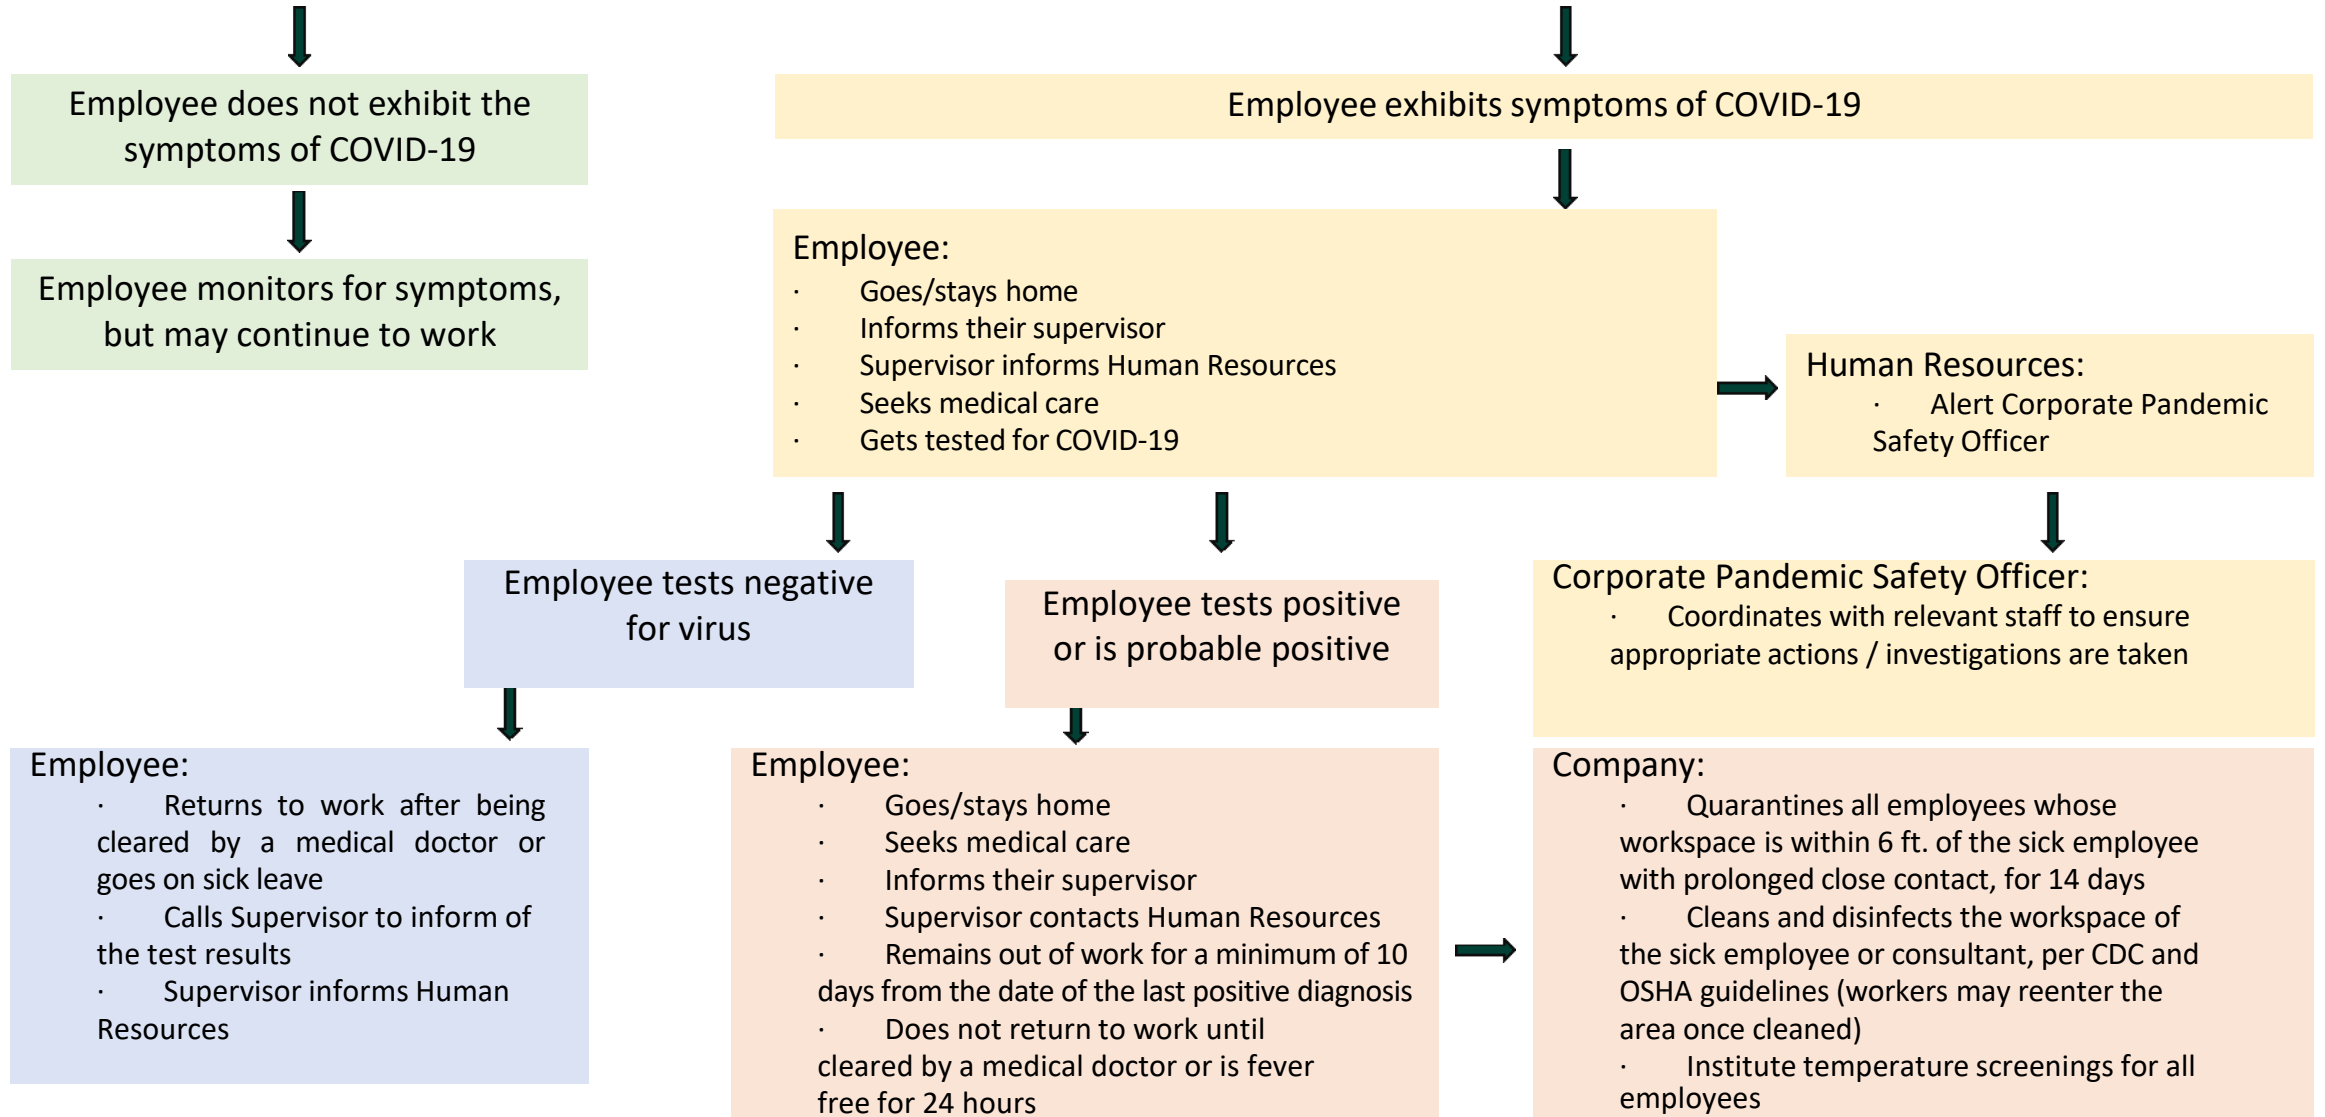 Employee does not exhibit the
symptoms of COVID-19
Employee monitors for symptoms,
but may continue to work
Employee exhibits symptoms of COVID-19
Employee:
· Goes/stays home
· Informs their supervisor
· Supervisor informs Human Resources
· Seeks medical care
· Gets tested for COVID-19
Human Resources:
· Alert Corporate Pandemic
Safety Officer
Employee tests negative
for virus
Employee tests positive
or is probable positive
Corporate Pandemic Safety Officer:
· Coordinates with relevant staff to ensure
appropriate actions / investigations are taken
Employee:
· Returns to work after being
cleared by a medical doctor or
goes on sick leave
· Calls Supervisor to inform of
the test results
· Supervisor informs Human
Resources
Employee:
· Goes/stays home
· Seeks medical care
· Informs their supervisor
· Supervisor contacts Human Resources
· Remains out of work for a minimum of 10
days from the date of the last positive diagnosis
· Does not return to work until
cleared by a medical doctor or is fever
free for 24 hours
Company:
· Quarantines all employees whose
workspace is within 6 ft. of the sick employee
with prolonged close contact, for 14 days
· Cleans and disinfects the workspace of
the sick employee or consultant, per CDC and
OSHA guidelines (workers may reenter the
area once cleaned)
· Institute temperature screenings for all
employees